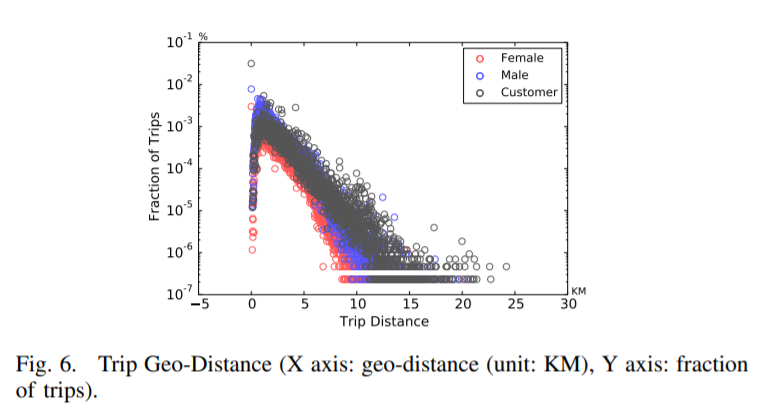 10⁻¹ %
10⁻²
10⁻³
10⁻⁴
10⁻⁵
10⁻⁶
10⁻⁷
Fraction of Trips
Female
Male
Customer
−5 0 5 10 15 20 25 30 KM
Trip Distance
Fig. 6. Trip Geo-Distance (X axis: geo-distance (unit: KM), Y axis: fraction
of trips).